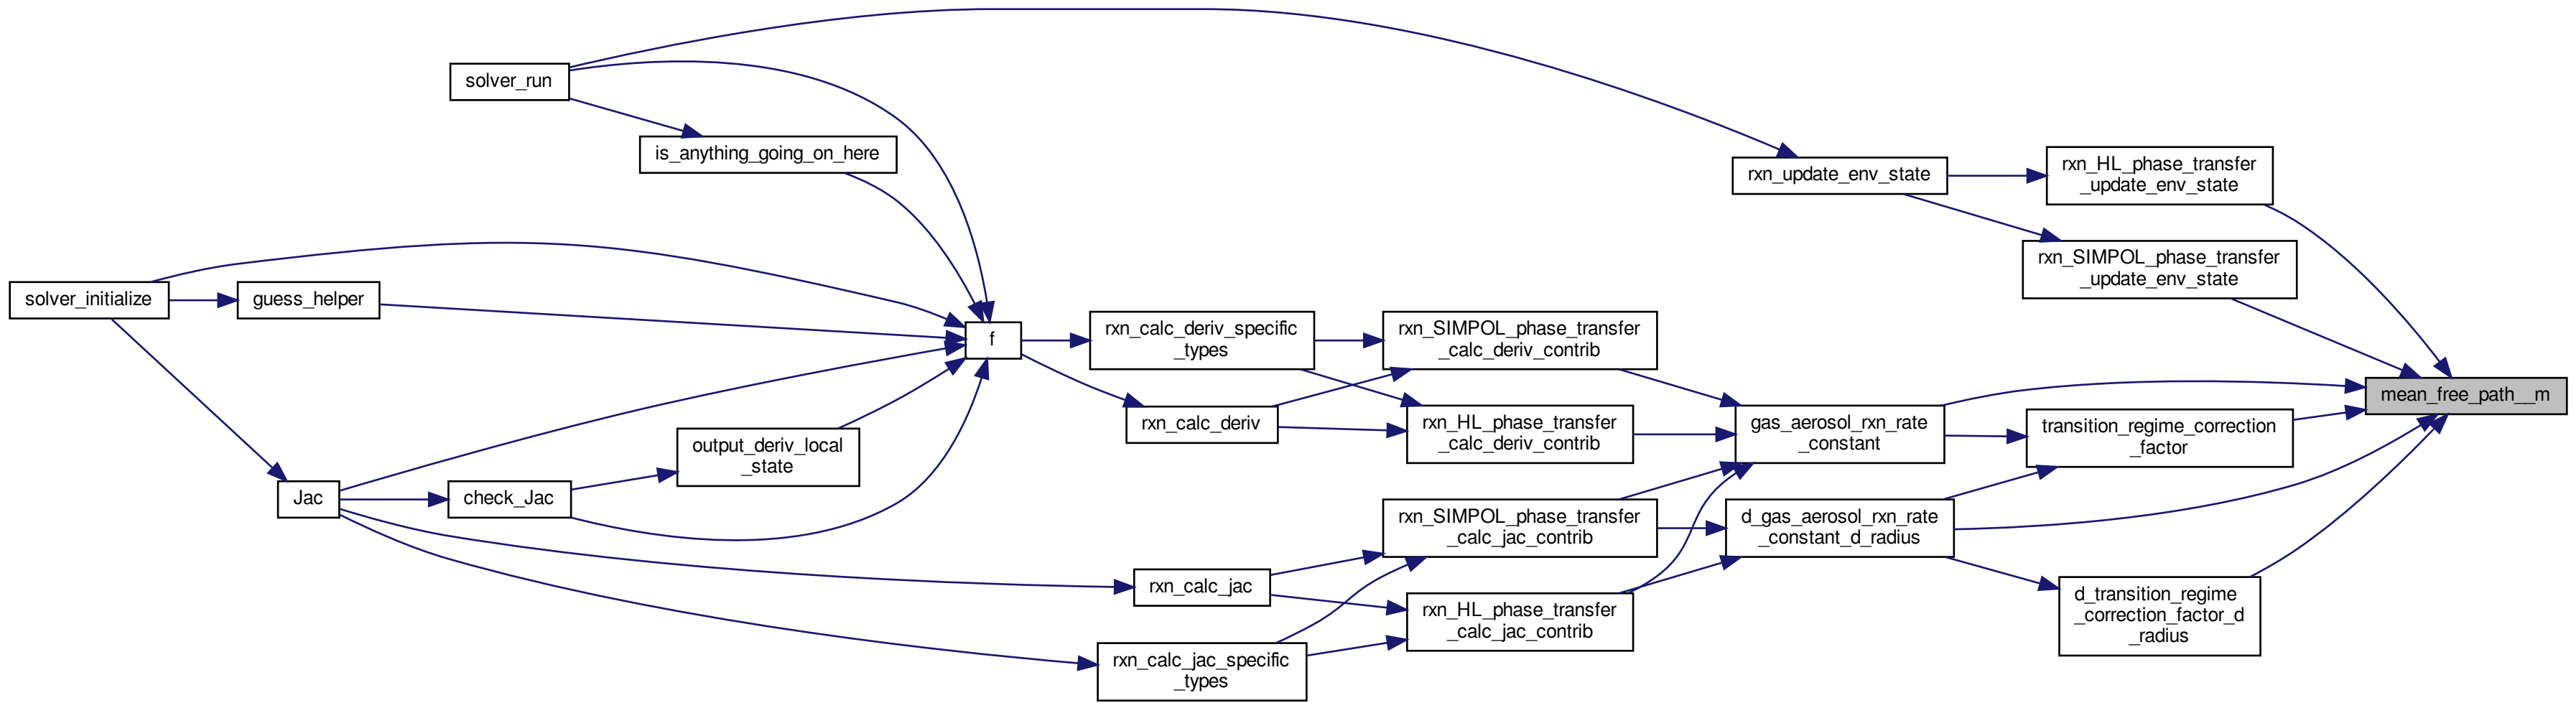 solver_run
is_anything_going_on_here
rxn_update_env_state
rxn_HL_phase_transfer
_update_env_state
rxn_SIMPOL_phase_transfer
_update_env_state
solver_initialize
guess_helper
f
rxn_calc_deriv_specific
_types
rxn_SIMPOL_phase_transfer
_calc_deriv_contrib
mean_free_path__m
rxn_calc_deriv
rxn_HL_phase_transfer
_calc_deriv_contrib
gas_aerosol_rxn_rate
_constant
transition_regime_correction
_factor
output_deriv_local
_state
Jac
check_Jac
rxn_SIMPOL_phase_transfer
_calc_jac_contrib
d_gas_aerosol_rxn_rate
_constant_d_radius
rxn_calc_jac
rxn_HL_phase_transfer
_calc_jac_contrib
d_transition_regime
_correction_factor_d
_radius
rxn_calc_jac_specific
_types